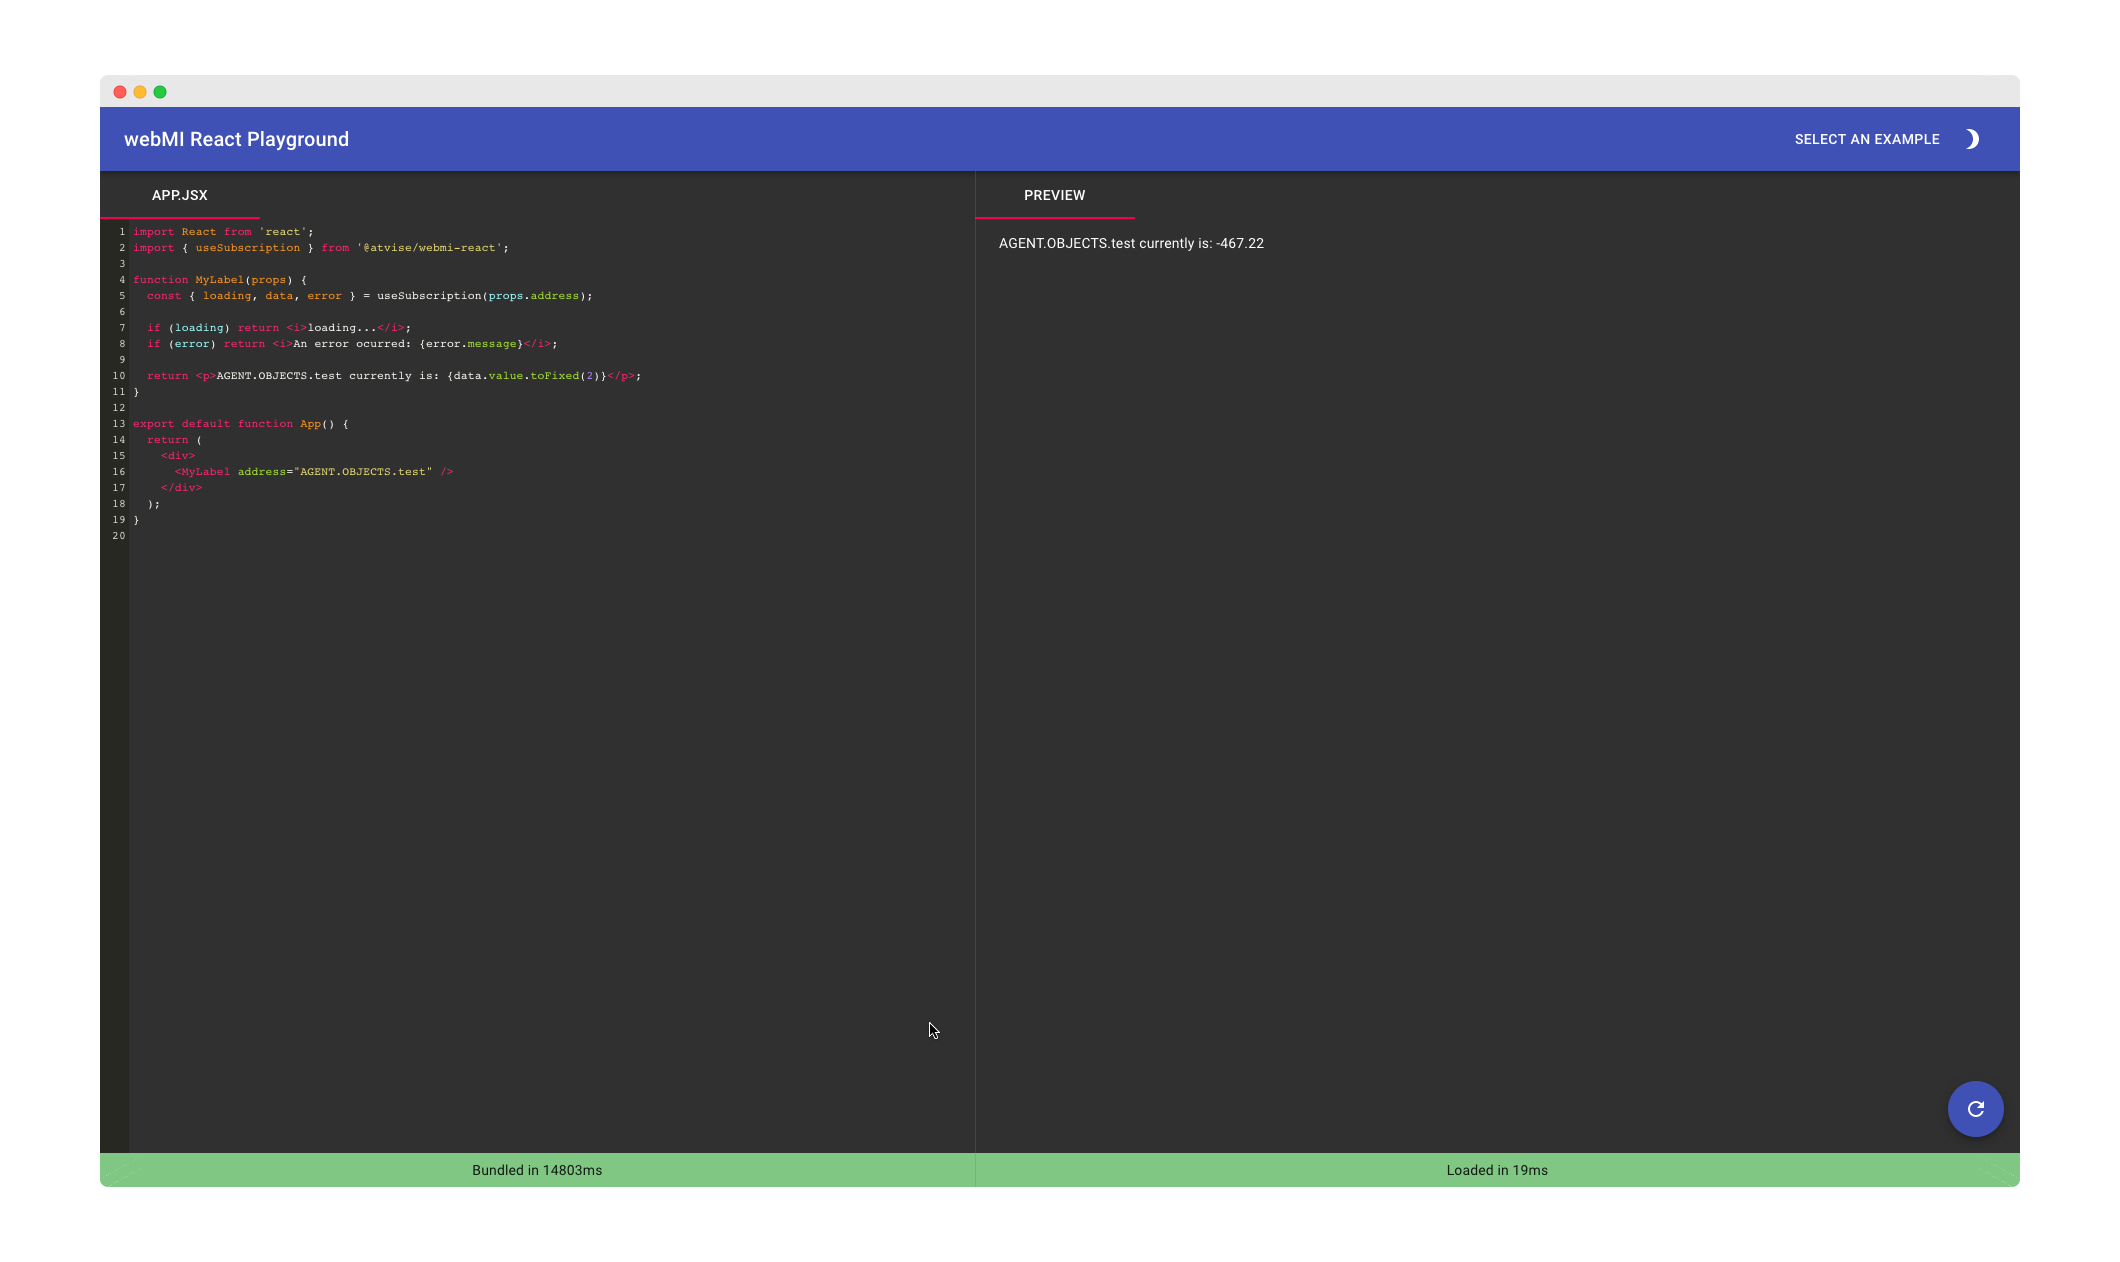 webMI React Playground
SELECT AN EXAMPLE
APP.JSX
PREVIEW
1 import React from 'react';
2 import { useSubscription } from '@atvise/webmi-react';
3
4 function MyLabel(props) {
5   const { loading, data, error } = useSubscription(props.address);
6
7   if (loading) return <i>loading...</i>;
8   if (error) return <i>An error ocurred: {error.message}</i>;
9
10   return <p>AGENT.OBJECTS.test currently is: {data.value.toFixed(2)}</p>;
11 }
12
13 export default function App() {
14   return (
15     <div>
16       <MyLabel address="AGENT.OBJECTS.test" />
17     </div>
18   );
19 }
20
AGENT.OBJECTS.test currently is: -467.22
Bundled in 14803ms
Loaded in 19ms